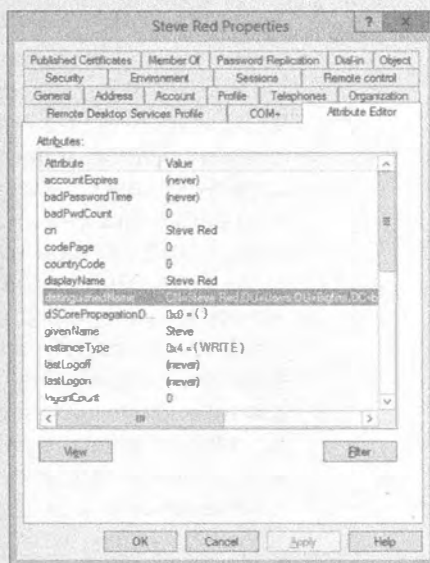 Steve Red Properties ? x
Published Certificates Member Of Password Replication Dial-in Object
Security Environment Sessions Remote control
General Address Account Profile Telephones Organization
Remote Desktop Services Profile COM+ Attribute Editor
Attributes:
Attribute Value
accountExpires (never)
badPasswordTime (never)
badPwdCount 0
cn Steve Red
codePage 0
countryCode 0
displayName Steve Red
distinguishedName CN=Steve Red,OU=Users,OU=
dSCorePropagationD... 0x0 = ( )
givenName Steve
instanceType 0x4 = ( WRITE )
lastLogoff (never)
lastLogon (never)
logonCount 0
View Filter
OK Cancel Apply Help